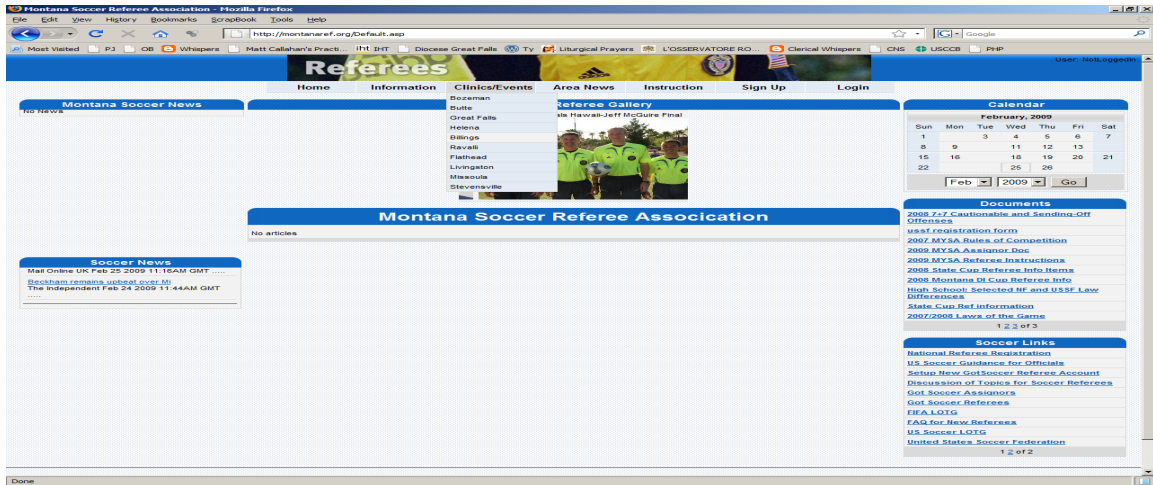 Montana Soccer Referee Association - Mozilla Firefox
File Edit View History Bookmarks ScrapBook Tools Help
http://montanaref.org/Default.asp
Google
Most Visited PJ OB Whispers Matt Callahan's Practi... iht IHT Diocese Great Falls Ty Liturgical Prayers L'OSSERVATORE RO... Clerical Whispers CNS USCCB PHP
Referees
User: NotLoggedIn
Home Information Clinics/Events Area News Instruction Sign Up Login
Montana Soccer News
No News
Bozeman
Butte
Great Falls
Helena
Billings
Ravalli
Flathead
Livingston
Missoula
Stevensville
Referee Gallery
als Hawaii-Jeff McGuire Final
Montana Soccer Referee Assocication
No articles
Soccer News
Mail Online UK Feb 25 2009 11:16AM GMT .....
Beckham remains upbeat over Mi
The Independent Feb 24 2009 11:44AM GMT
.....
Calendar
February, 2009
Sun Mon Tue Wed Thu Fri Sat
1 3 4 5 6 7
8 9 11 12 13
15 16 18 19 20 21
22 25 26
Feb 2009 Go
Documents
2008 7+7 Cautionable and Sending-Off
Offenses
ussf registration form
2007 MYSA Rules of Competition
2009 MYSA Assignor Doc
2009 MYSA Referee Instructions
2008 State Cup Referee Info Items
2008 Montana DI Cup Referee Info
High School: Selected NF and USSF Law
Differences
State Cup Ref information
2007/2008 Laws of the Game
1 2 3 of 3
Soccer Links
National Referee Registration
US Soccer Guidance for Officials
Setup New GotSoccer Referee Account
Discussion of Topics for Soccer Referees
Got Soccer Assignors
Got Soccer Referees
FIFA LOTG
FAQ for New Referees
US Soccer LOTG
United States Soccer Federation
1 2 of 2
Done